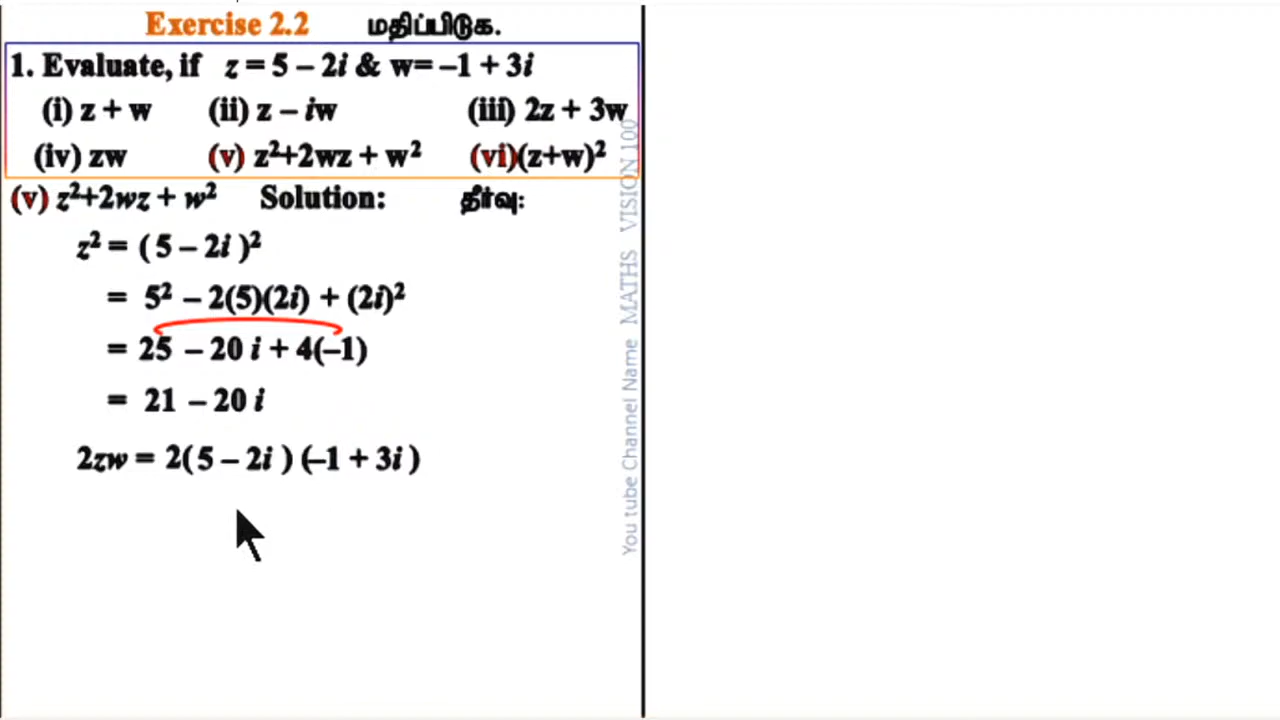 Exercise 2.2 மதிப்பிடுக.
1. Evaluate, if z = 5 – 2i & w= –1 + 3i
(i) z + w (ii) z – iw (iii) 2z + 3w
(iv) zw (v) z²+2wz + w² (vi)(z+w)²
(v) z²+2wz + w² Solution: தீர்வு:
z² = ( 5 – 2i )²
= 5² – 2(5)(2i) + (2i)²
= 25 – 20 i + 4(–1)
= 21 – 20 i
2zw = 2( 5 – 2i ) (–1 + 3i )
You tube Channel Name MATHS VISION 100